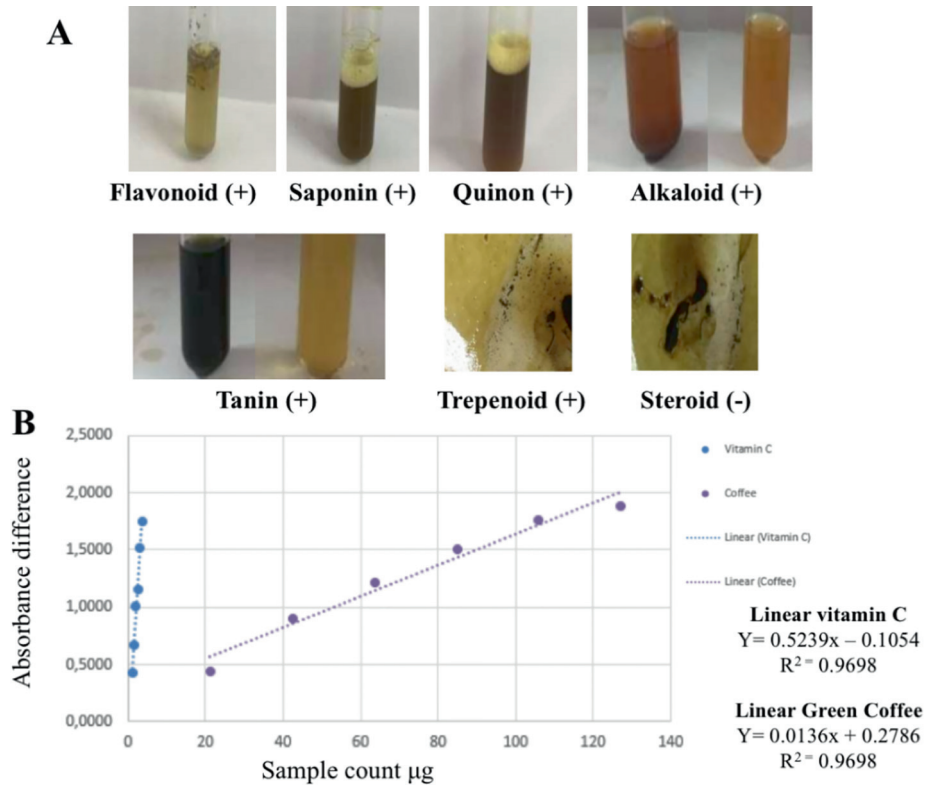 A
Flavonoid (+) Saponin (+) Quinon (+) Alkaloid (+)
Tanin (+) Trepenoid (+) Steroid (-)
B
Absorbance difference
2,5000
2,0000
1,5000
1,0000
0,5000
0,0000
0 20 40 60 80 100 120 140
Sample count μg
Vitamin C
Coffee
Linear (Vitamin C)
Linear (Coffee)
Linear vitamin C
Y= 0.5239x – 0.1054
R² = 0.9698
Linear Green Coffee
Y= 0.0136x + 0.2786
R² = 0.9698